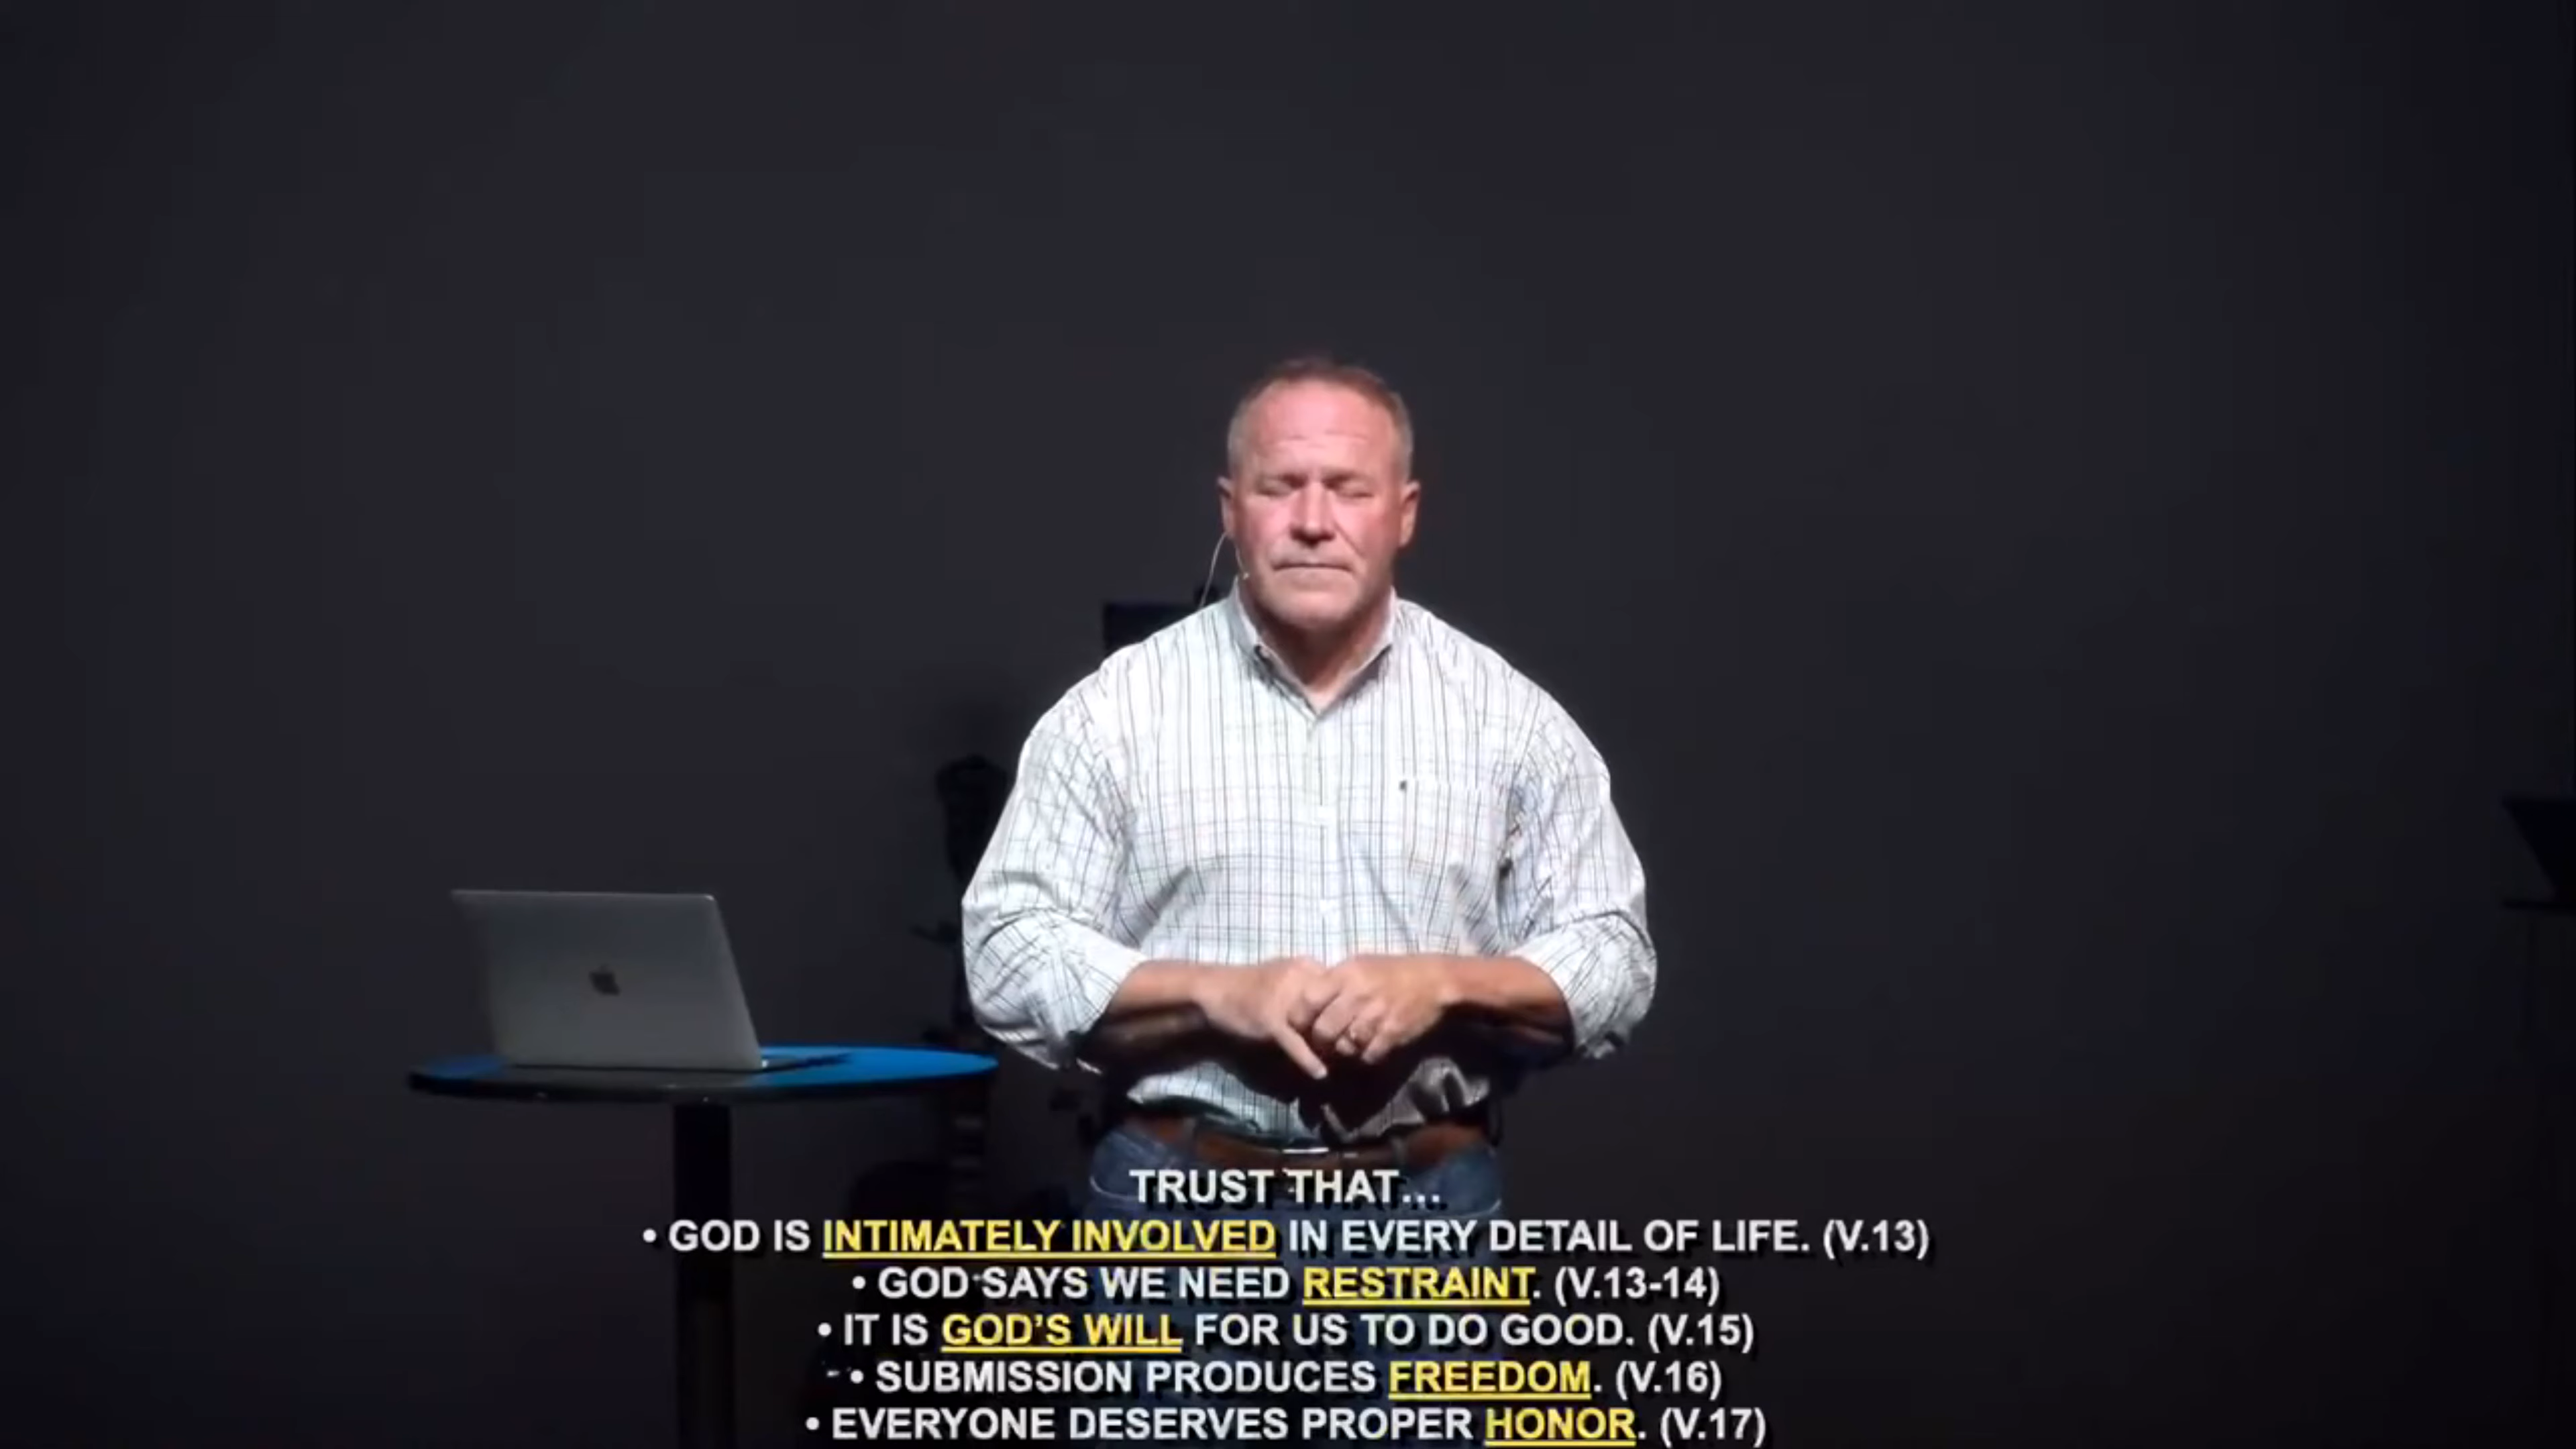 TRUST THAT...
• GOD IS INTIMATELY INVOLVED IN EVERY DETAIL OF LIFE. (V.13)
• GOD SAYS WE NEED RESTRAINT. (V.13-14)
• IT IS GOD'S WILL FOR US TO DO GOOD. (V.15)
• SUBMISSION PRODUCES FREEDOM. (V.16)
• EVERYONE DESERVES PROPER HONOR. (V.17)